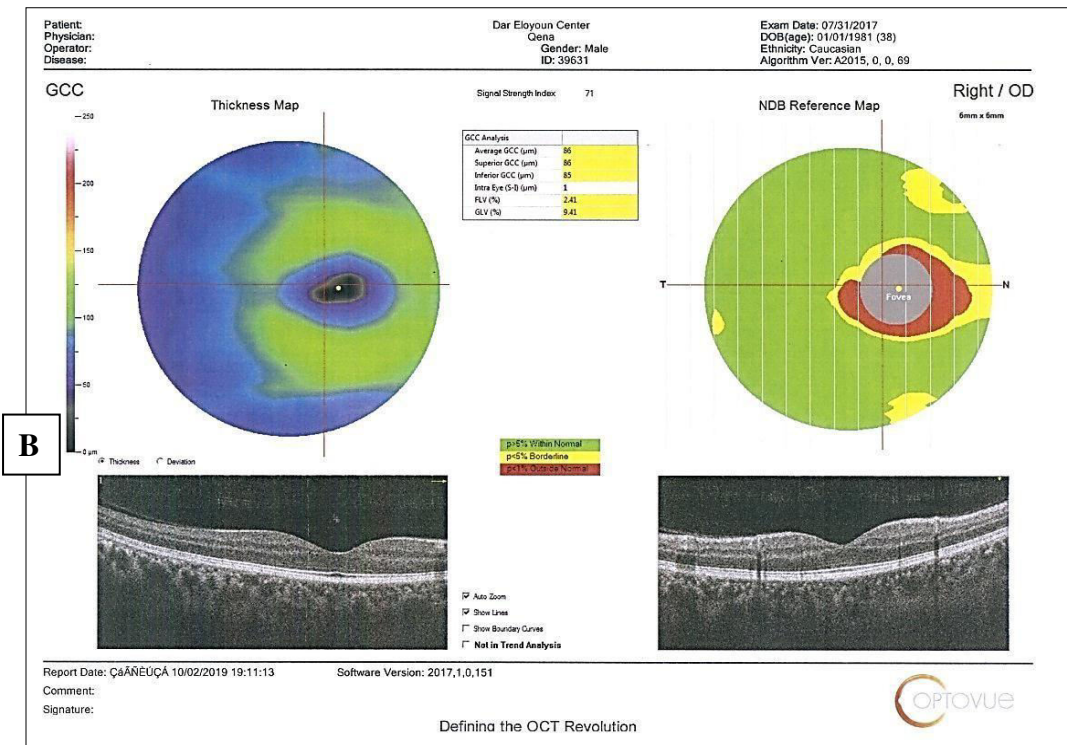 Patient:
Physician:
Operator:
Disease:
Dar Eloyoun Center
Qena
Gender: Male
ID: 39631
Exam Date: 07/31/2017
DOB(age): 01/01/1981 (38)
Ethnicity: Caucasian
Algorithm Ver: A2015, 0, 0, 69
GCC
Thickness Map
Signal Strength Index 71
NDB Reference Map
Right / OD
6mm x 6mm
250
200
150
100
50
0 µm
GCC Analysis
Average GCC (µm) 86
Superior GCC (µm) 86
Inferior GCC (µm) 85
Intra Eye (S-I) (µm) 1
FLV (%) 2.41
GLV (%) 9.41
T
N
Fovea
B
Thickness Deviation
p>5% Within Normal
p<5% Borderline
p<1% Outside Normal
Auto Zoom
Show Lines
Show Boundary Curves
Not in Trend Analysis
Report Date: ÇáÃÑÈÚÇÁ 10/02/2019 19:11:13
Software Version: 2017,1,0,151
Comment:
Signature:
OPTOVUE
Defining the OCT Revolution